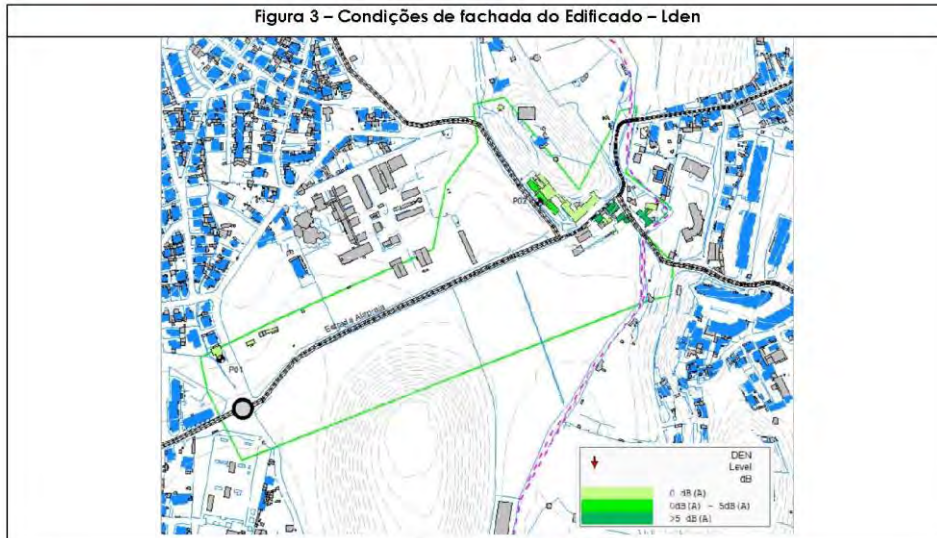 Figura 3 – Condições de fachada do Edificado – Lden
P02
Estrada Alepraia
P01
DEN
Level
dB
0 dB (A)
0dB (A) – 5dB (A)
>5 dB (A)